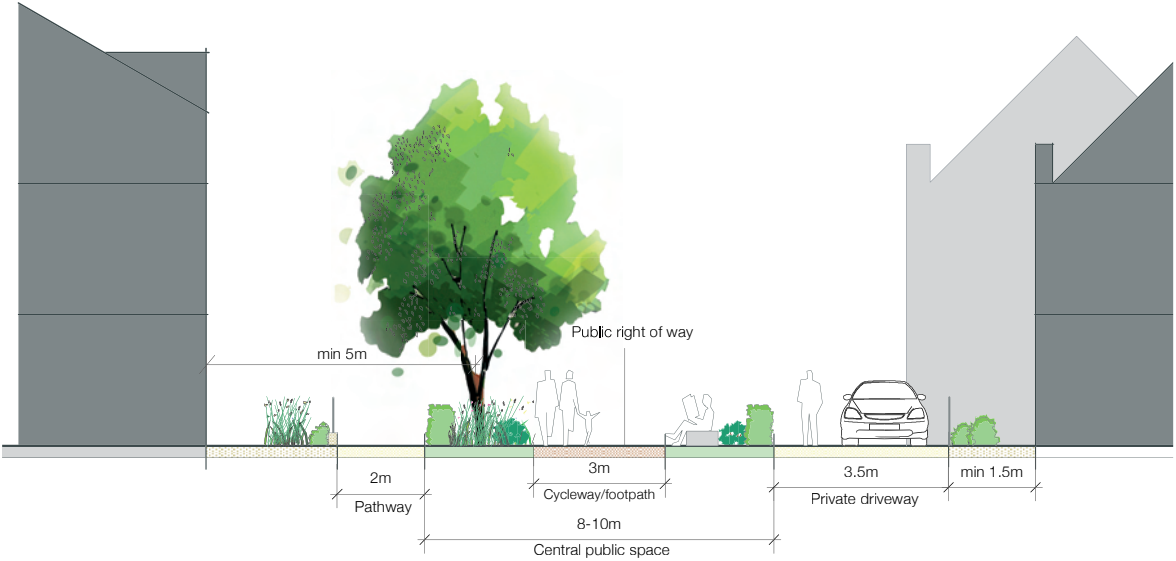 Public right of way
min 5m
2m
3m
3.5m
min 1.5m
Pathway
Cycleway/footpath
Private driveway
8-10m
Central public space